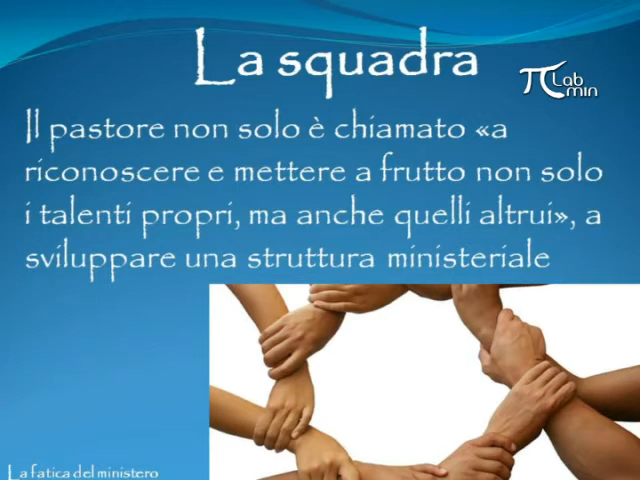 La squadra
π Lab
min
Il pastore non solo è chiamato «a
riconoscere e mettere a frutto non solo
i talenti propri, ma anche quelli altrui», a
sviluppare una struttura ministeriale
La fatica del ministero